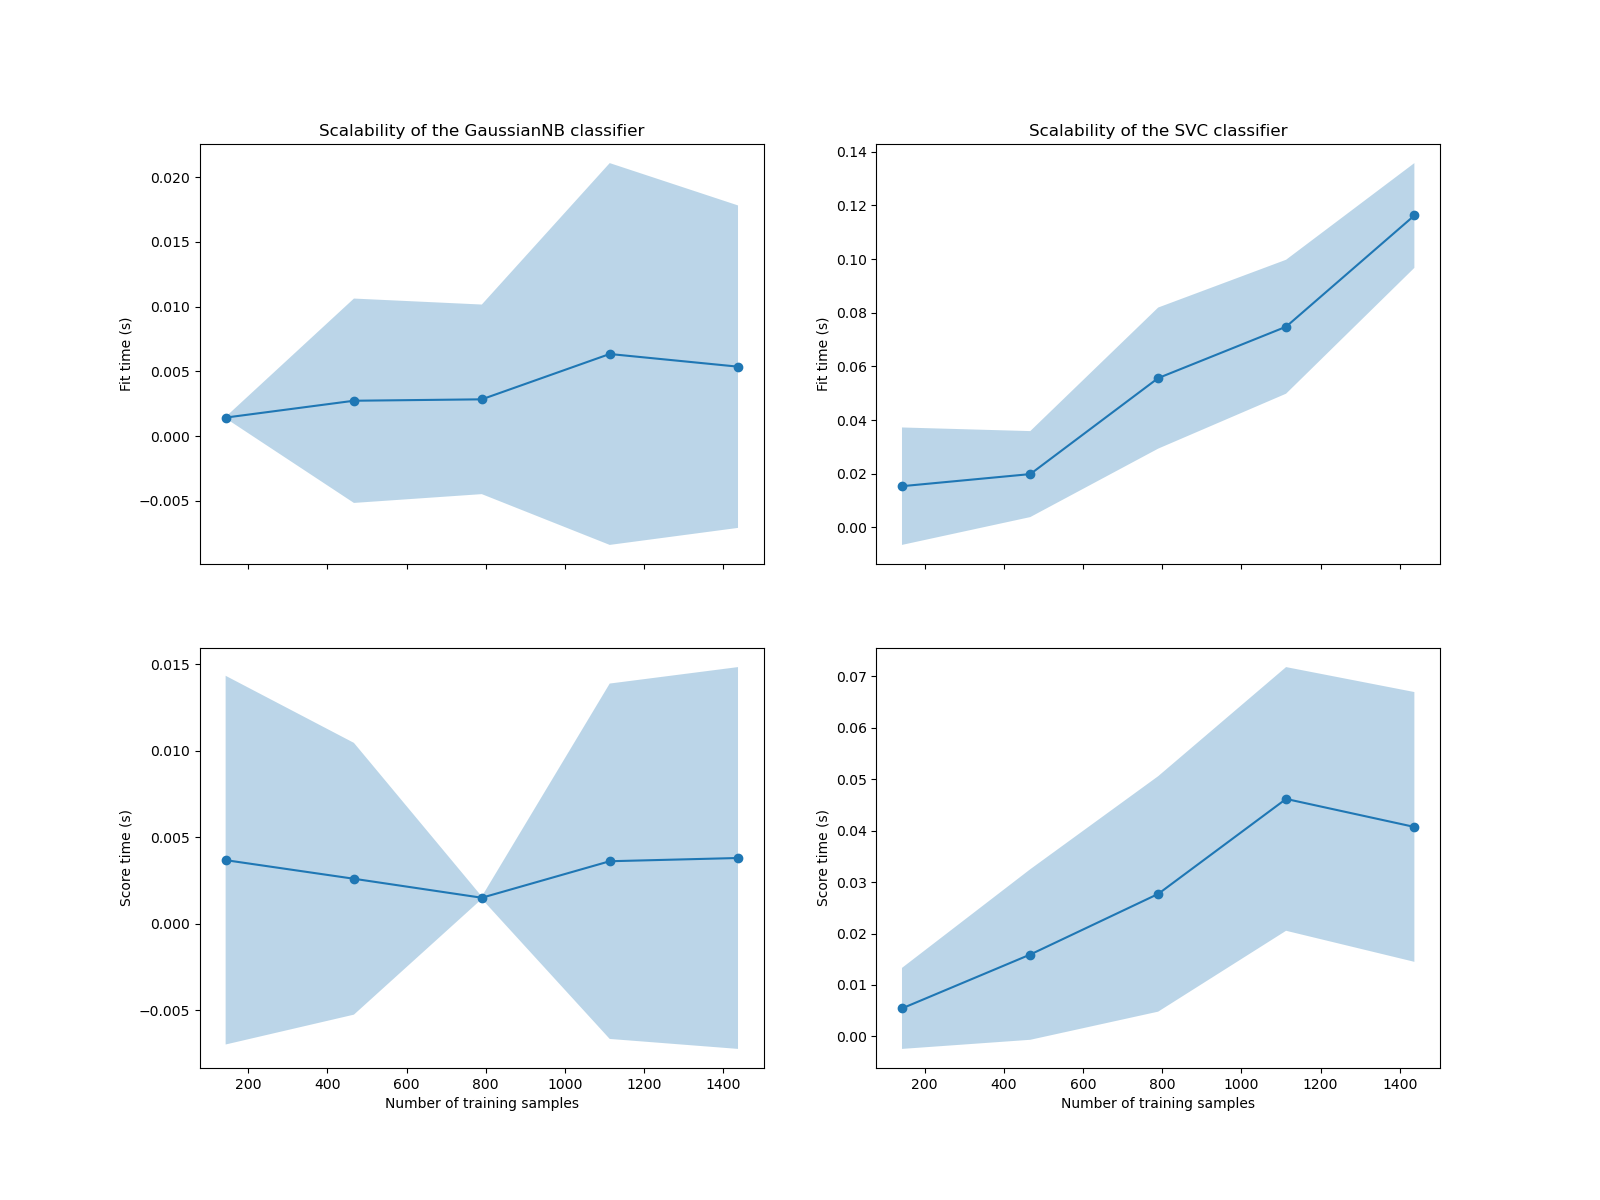 Scalability of the GaussianNB classifier
Fit time (s)
0.020
0.015
0.010
0.005
0.000
−0.005
Scalability of the SVC classifier
Fit time (s)
0.14
0.12
0.10
0.08
0.06
0.04
0.02
0.00
Score time (s)
0.015
0.010
0.005
0.000
−0.005
200 400 600 800 1000 1200 1400
Number of training samples
Score time (s)
0.07
0.06
0.05
0.04
0.03
0.02
0.01
0.00
200 400 600 800 1000 1200 1400
Number of training samples